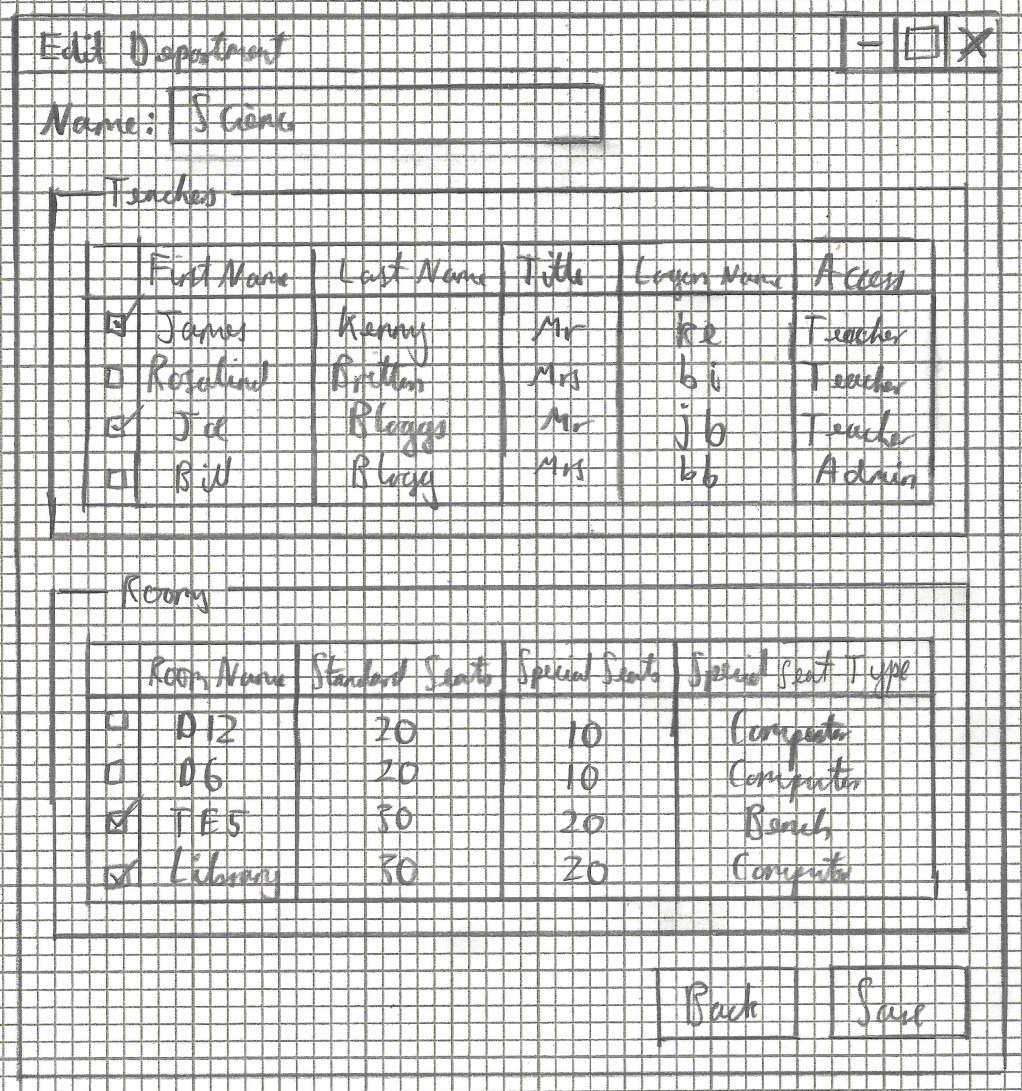 Edit Department
Name: Science
Teachers
First Name Last Name Title Logon Name Access
James Kenny Mr ke Teacher
Rosalind Britten Mrs bi Teacher
Joe Bloggs Mr jb Teacher
Bill Blogg Mrs bb Admin
Rooms
Room Name Standard Seats Special Seats Special Seat Type
D12 20 10 Computer
D6 20 10 Computer
TE5 30 20 Bench
Library 30 20 Computer
Back Save